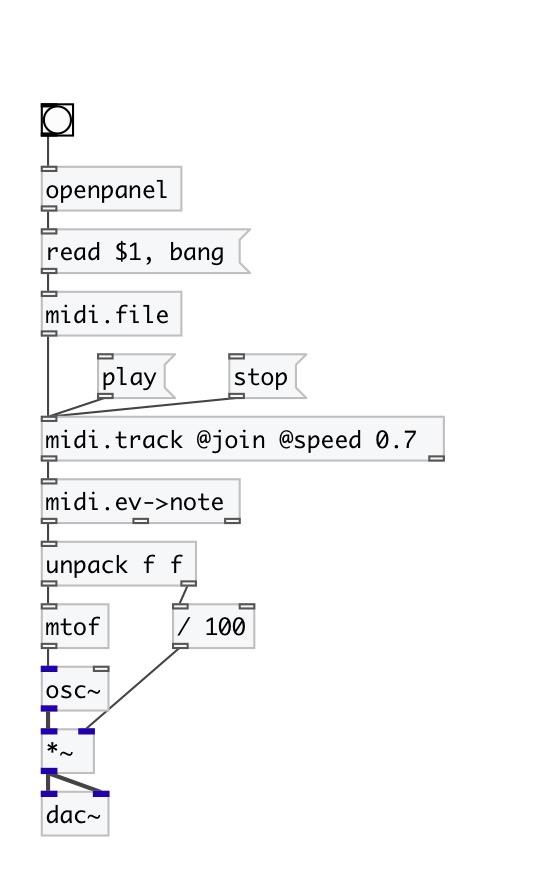 openpanel
read $1, bang
midi.file
play
stop
midi.track @join @speed 0.7
midi.ev->note
unpack f f
mtof
/ 100
osc~
*~
dac~